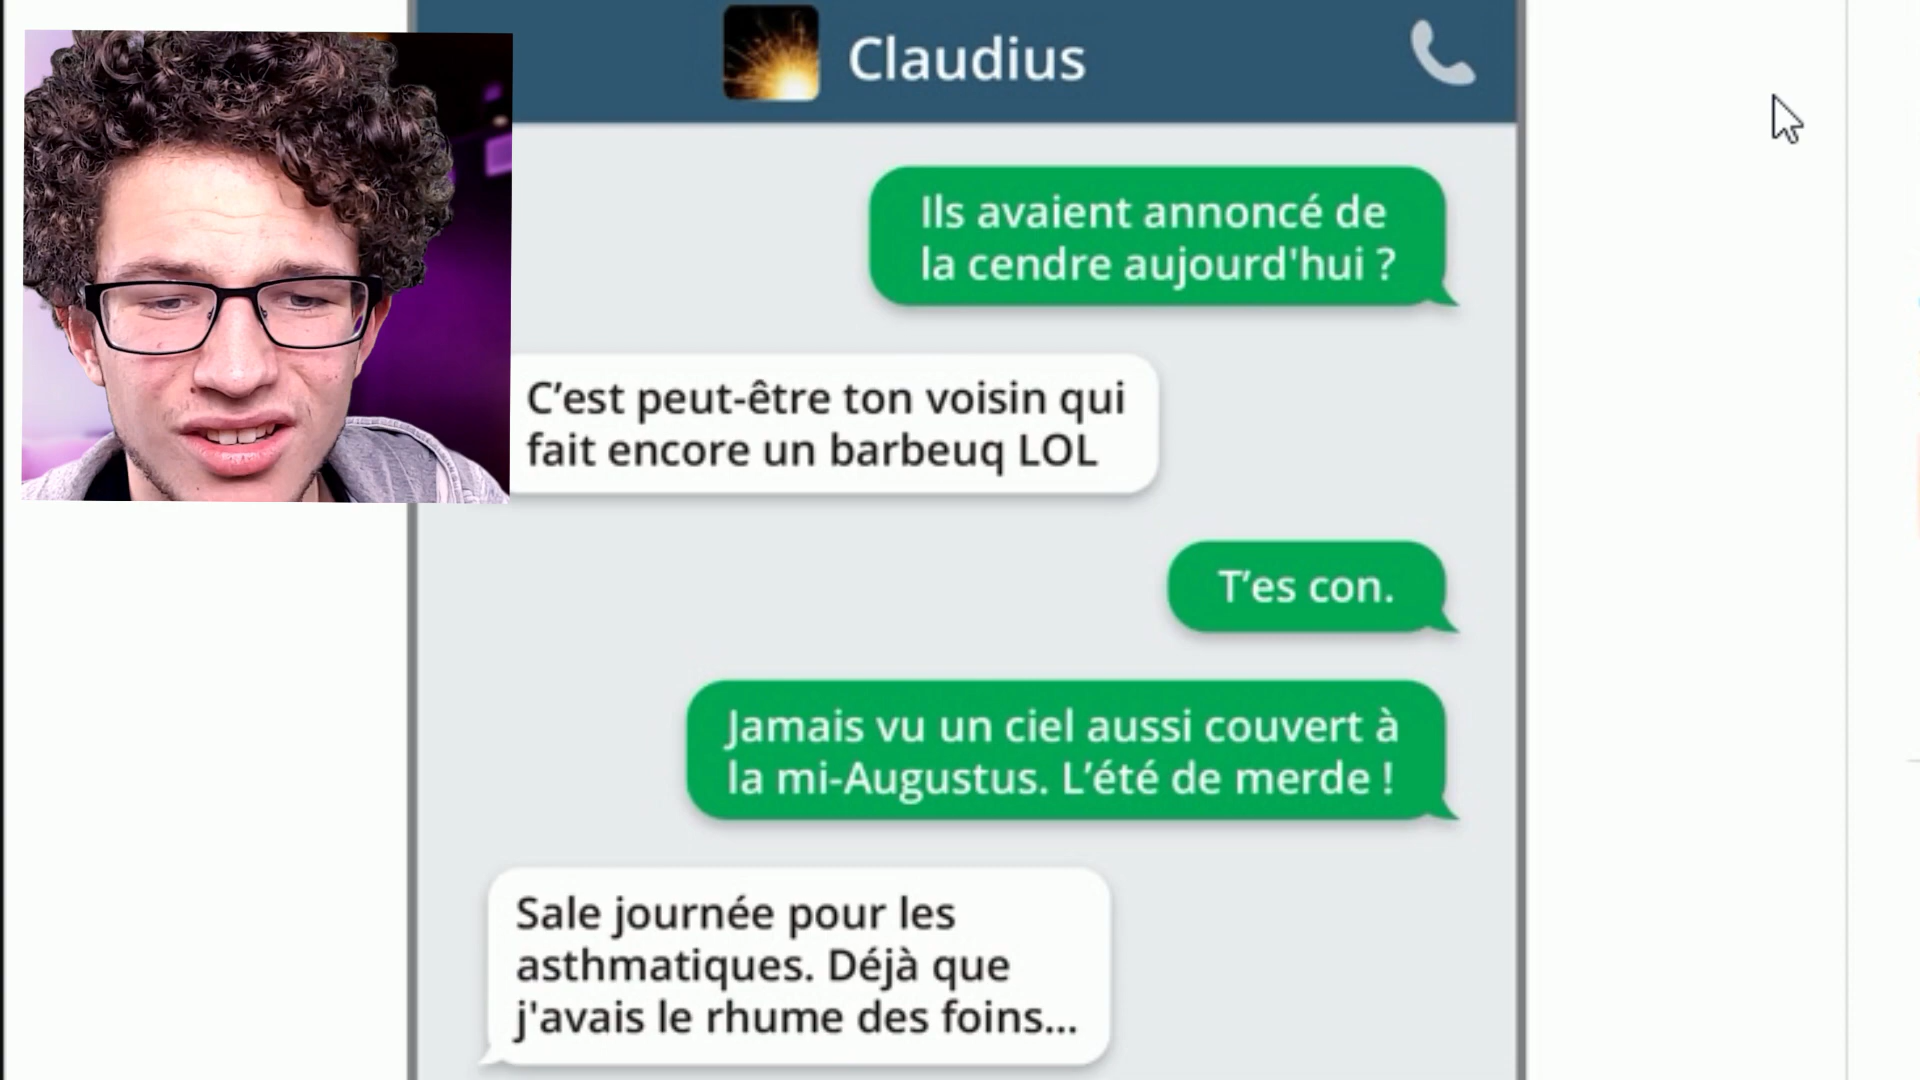 Claudius
Ils avaient annoncé de
la cendre aujourd'hui ?
C’est peut-être ton voisin qui
fait encore un barbeuq LOL
T’es con.
Jamais vu un ciel aussi couvert à
la mi-Augustus. L’été de merde !
Sale journée pour les
asthmatiques. Déjà que
j'avais le rhume des foins...